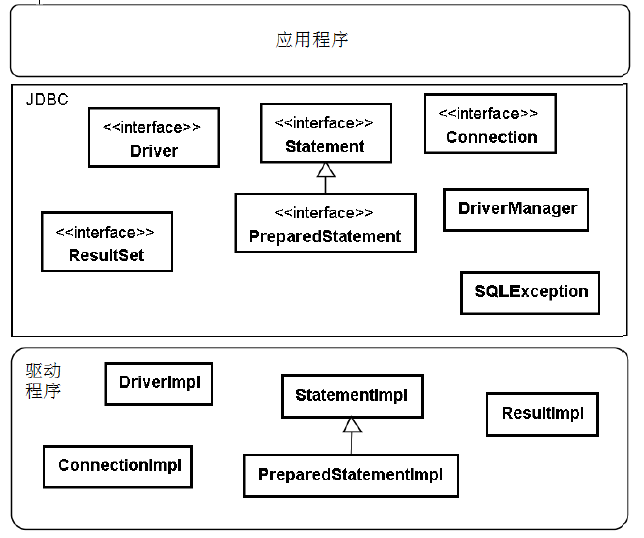 应用程序
JDBC
<<interface>>
Driver
<<interface>>
Statement
<<interface>>
Connection
<<interface>>
ResultSet
<<interface>>
PreparedStatement
DriverManager
SQLException
驱动
程序
DriverImpl
StatementImpl
ResultImpl
ConnectionImpl
PreparedStatementImpl